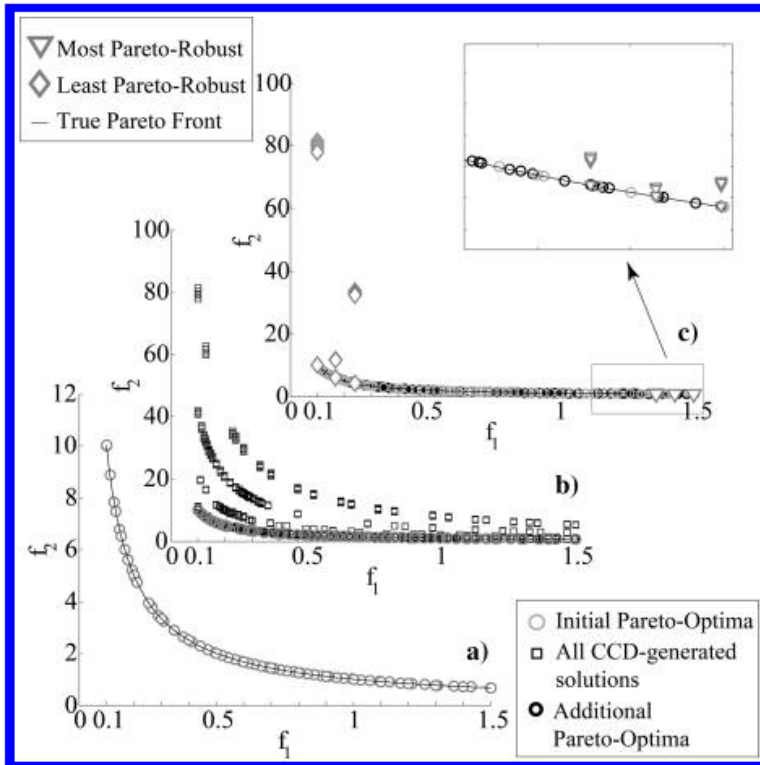 Most Pareto-Robust
Least Pareto-Robust
True Pareto Front
100
80
60
f2
40
20
0
0 0.1 0.5 1 1.5
f1
c)
100
80
f2
60
40
20
0
0 0.1 0.5 1 1.5
f1
b)
12
10
f2
8
6
4
2
0
0 0.1 0.5 1 1.5
f1
a)
Initial Pareto-Optima
All CCD-generated
solutions
Additional
Pareto-Optima